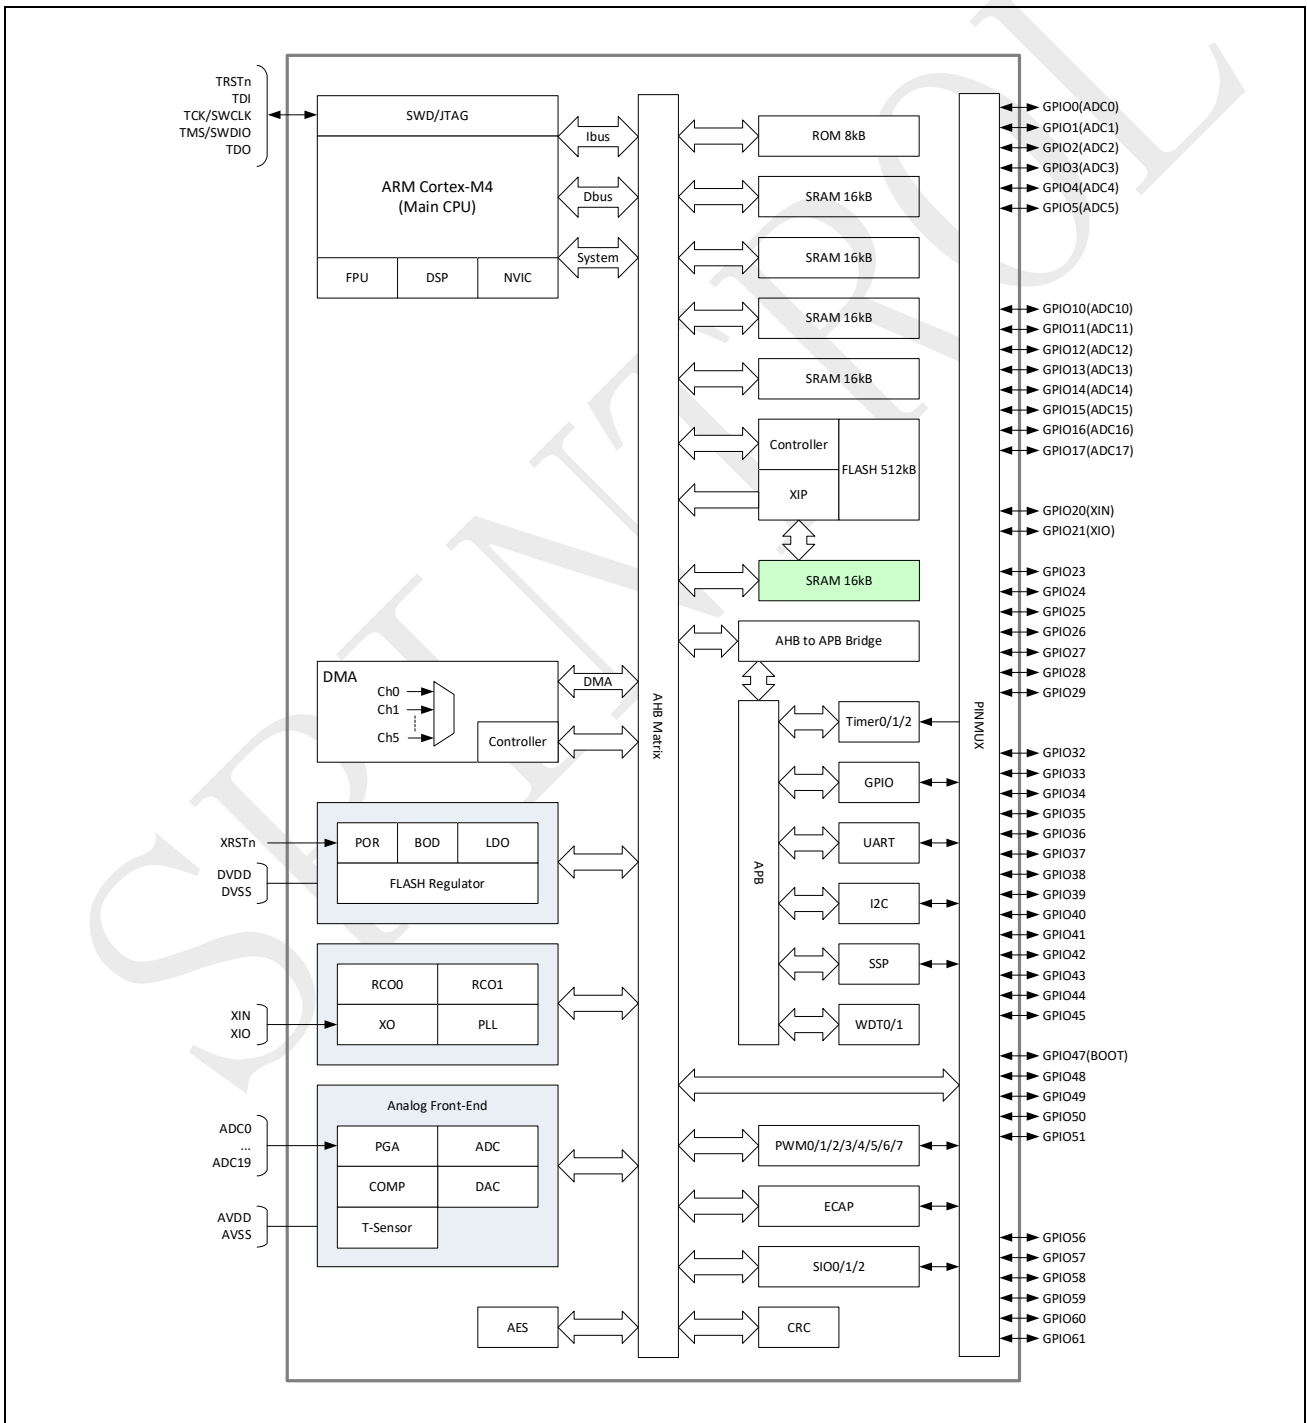 TRSTn
TDI
TCK/SWCLK
TMS/SWDIO
TDO
SWD/JTAG
ARM Cortex-M4
(Main CPU)
FPU
DSP
NVIC
Ibus
Dbus
System
DMA
Ch0
Ch1
Ch5
Controller
DMA
XRSTn
DVDD
DVSS
POR
BOD
LDO
FLASH Regulator
XIN
XIO
RCO0
RCO1
XO
PLL
ADC0
...
ADC19
AVDD
AVSS
Analog Front-End
PGA
ADC
COMP
DAC
T-Sensor
AES
AHB Matrix
ROM 8kB
SRAM 16kB
SRAM 16kB
SRAM 16kB
SRAM 16kB
Controller
XIP
FLASH 512kB
SRAM 16kB
AHB to APB Bridge
APB
Timer0/1/2
GPIO
UART
I2C
SSP
WDT0/1
PWM0/1/2/3/4/5/6/7
ECAP
SIO0/1/2
CRC
PINMUX
GPIO0(ADC0)
GPIO1(ADC1)
GPIO2(ADC2)
GPIO3(ADC3)
GPIO4(ADC4)
GPIO5(ADC5)
GPIO10(ADC10)
GPIO11(ADC11)
GPIO12(ADC12)
GPIO13(ADC13)
GPIO14(ADC14)
GPIO15(ADC15)
GPIO16(ADC16)
GPIO17(ADC17)
GPIO20(XIN)
GPIO21(XIO)
GPIO23
GPIO24
GPIO25
GPIO26
GPIO27
GPIO28
GPIO29
GPIO32
GPIO33
GPIO34
GPIO35
GPIO36
GPIO37
GPIO38
GPIO39
GPIO40
GPIO41
GPIO42
GPIO43
GPIO44
GPIO45
GPIO47(BOOT)
GPIO48
GPIO49
GPIO50
GPIO51
GPIO56
GPIO57
GPIO58
GPIO59
GPIO60
GPIO61
SPINTROL